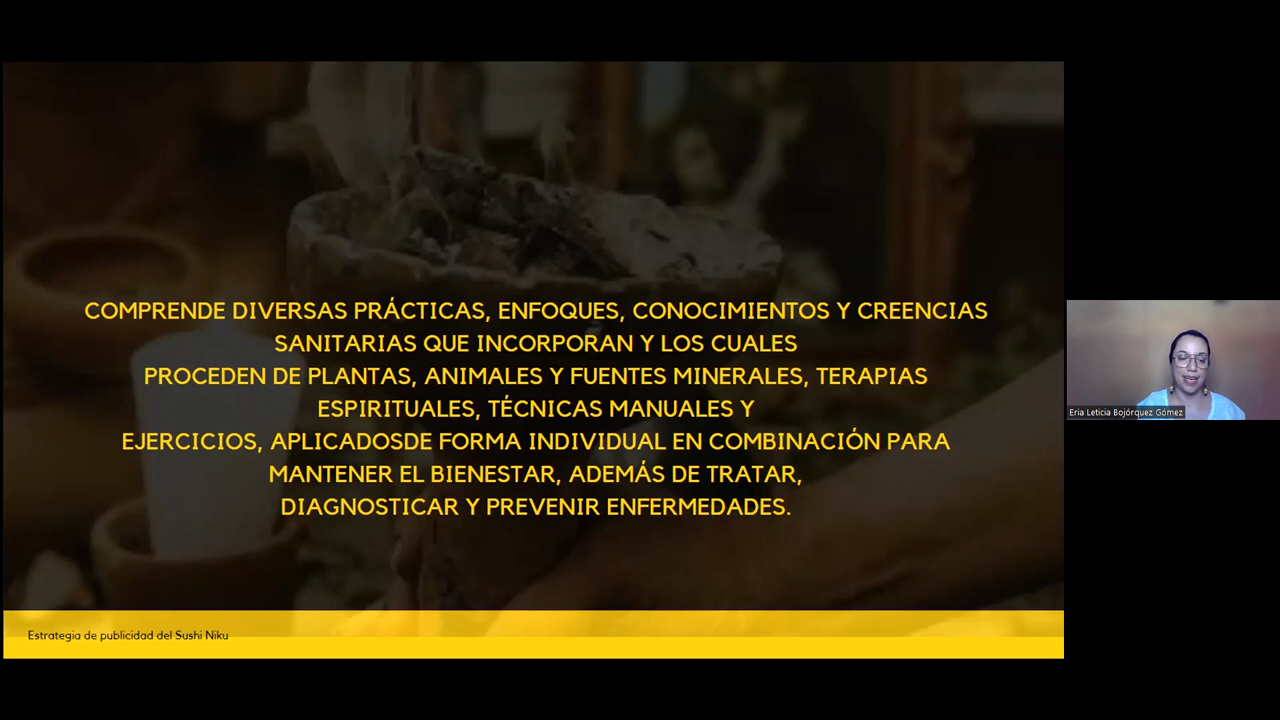 COMPRENDE DIVERSAS PRÁCTICAS, ENFOQUES, CONOCIMIENTOS Y CREENCIAS
SANITARIAS QUE INCORPORAN Y LOS CUALES
PROCEDEN DE PLANTAS, ANIMALES Y FUENTES MINERALES, TERAPIAS
ESPIRITUALES, TÉCNICAS MANUALES Y
EJERCICIOS, APLICADOSDE FORMA INDIVIDUAL EN COMBINACIÓN PARA
MANTENER EL BIENESTAR, ADEMÁS DE TRATAR,
DIAGNOSTICAR Y PREVENIR ENFERMEDADES.
Estrategia de publicidad del Sushi Niku
Eria Leticia Bojórquez Gómez